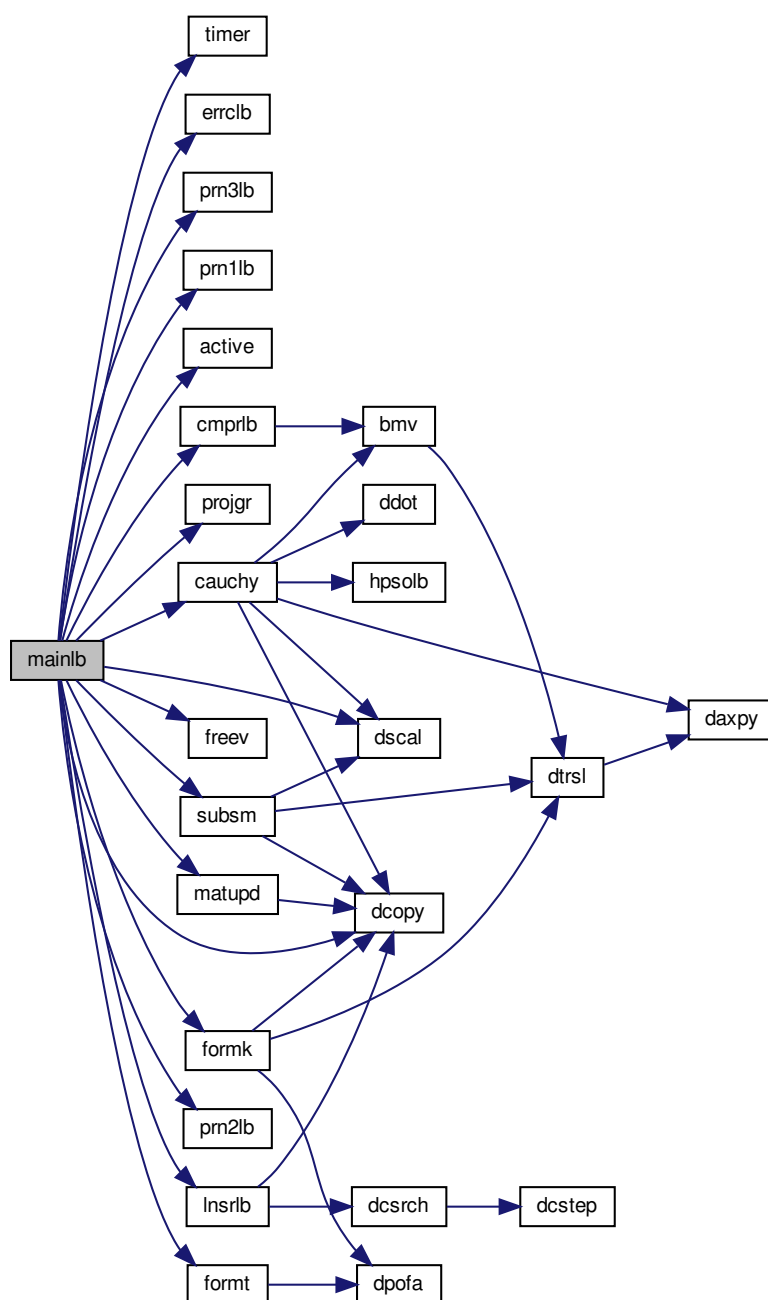 timer
errclb
prn3lb
prn1lb
active
cmprlb
bmv
projgr
ddot
cauchy
hpsolb
mainlb
freev
dscal
daxpy
subsm
dtrsl
matupd
dcopy
formk
prn2lb
lnsrlb
dcsrch
dcstep
formt
dpofa